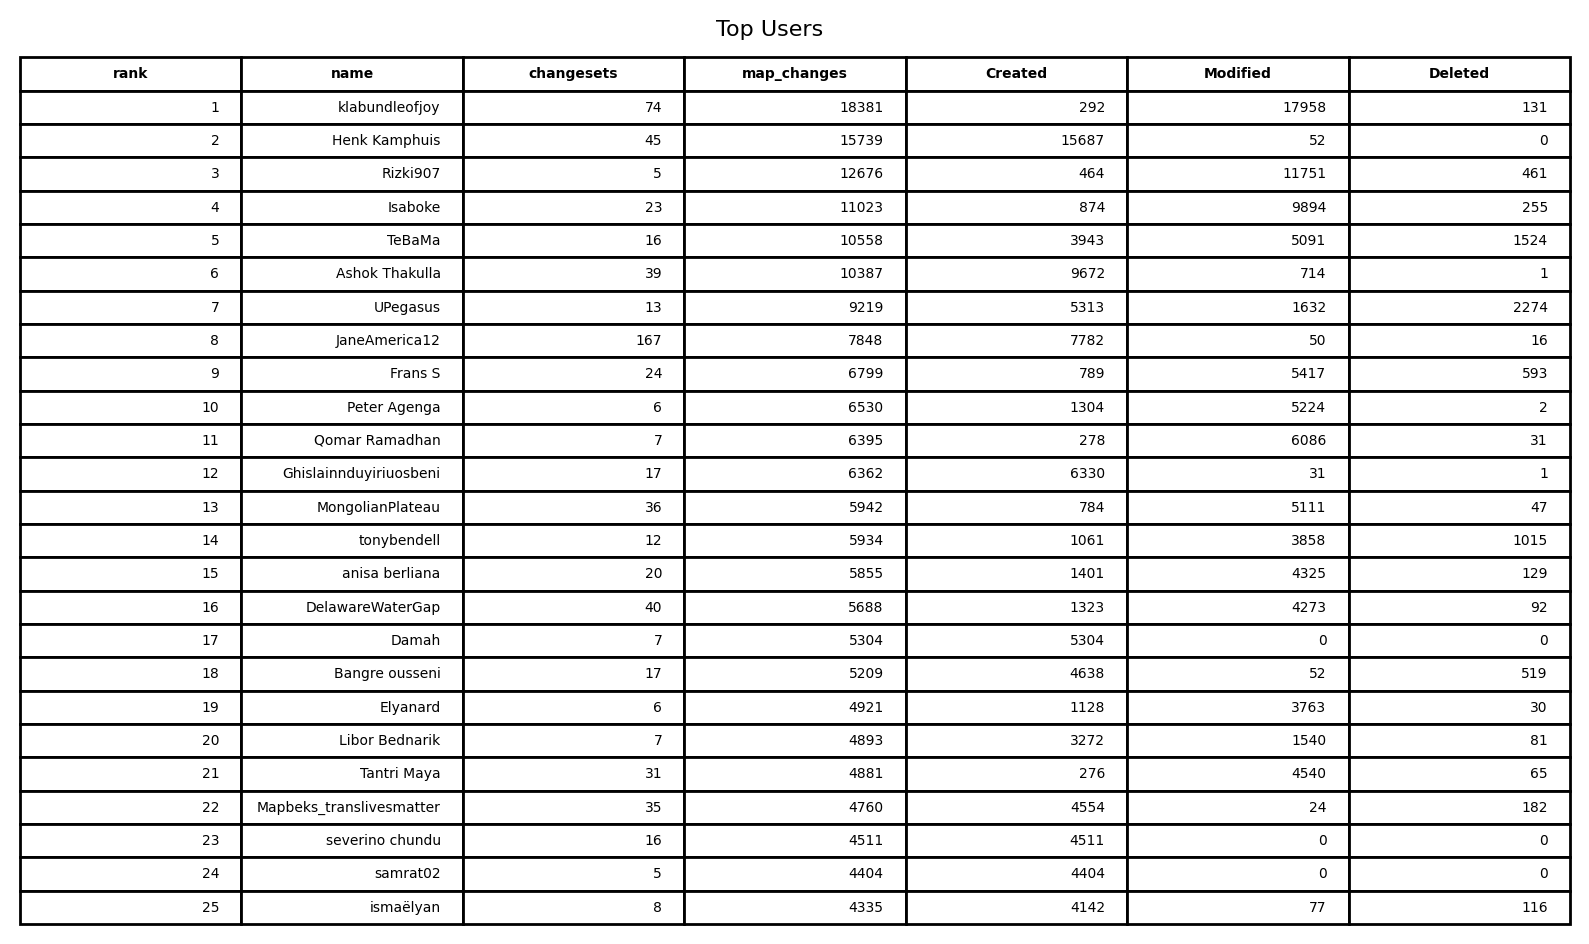 Top Users
rank name changesets map_changes Created Modified Deleted
1 klabundleofjoy 74 18381 292 17958 131
2 Henk Kamphuis 45 15739 15687 52 0
3 Rizki907 5 12676 464 11751 461
4 Isaboke 23 11023 874 9894 255
5 TeBaMa 16 10558 3943 5091 1524
6 Ashok Thakulla 39 10387 9672 714 1
7 UPegasus 13 9219 5313 1632 2274
8 JaneAmerica12 167 7848 7782 50 16
9 Frans S 24 6799 789 5417 593
10 Peter Agenga 6 6530 1304 5224 2
11 Qomar Ramadhan 7 6395 278 6086 31
12 Ghislainnduyiriuosbeni 17 6362 6330 31 1
13 MongolianPlateau 36 5942 784 5111 47
14 tonybendell 12 5934 1061 3858 1015
15 anisa berliana 20 5855 1401 4325 129
16 DelawareWaterGap 40 5688 1323 4273 92
17 Damah 7 5304 5304 0 0
18 Bangre ousseni 17 5209 4638 52 519
19 Elyanard 6 4921 1128 3763 30
20 Libor Bednarik 7 4893 3272 1540 81
21 Tantri Maya 31 4881 276 4540 65
22 Mapbeks_translivesmatter 35 4760 4554 24 182
23 severino chundu 16 4511 4511 0 0
24 samrat02 5 4404 4404 0 0
25 ismaëlyan 8 4335 4142 77 116